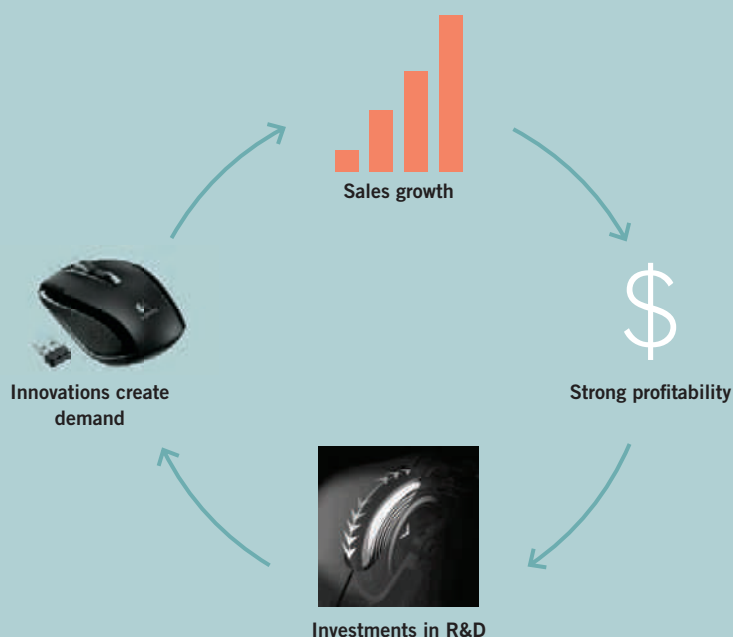 Sales growth
$
Strong profitability
Innovations create
demand
Investments in R&D